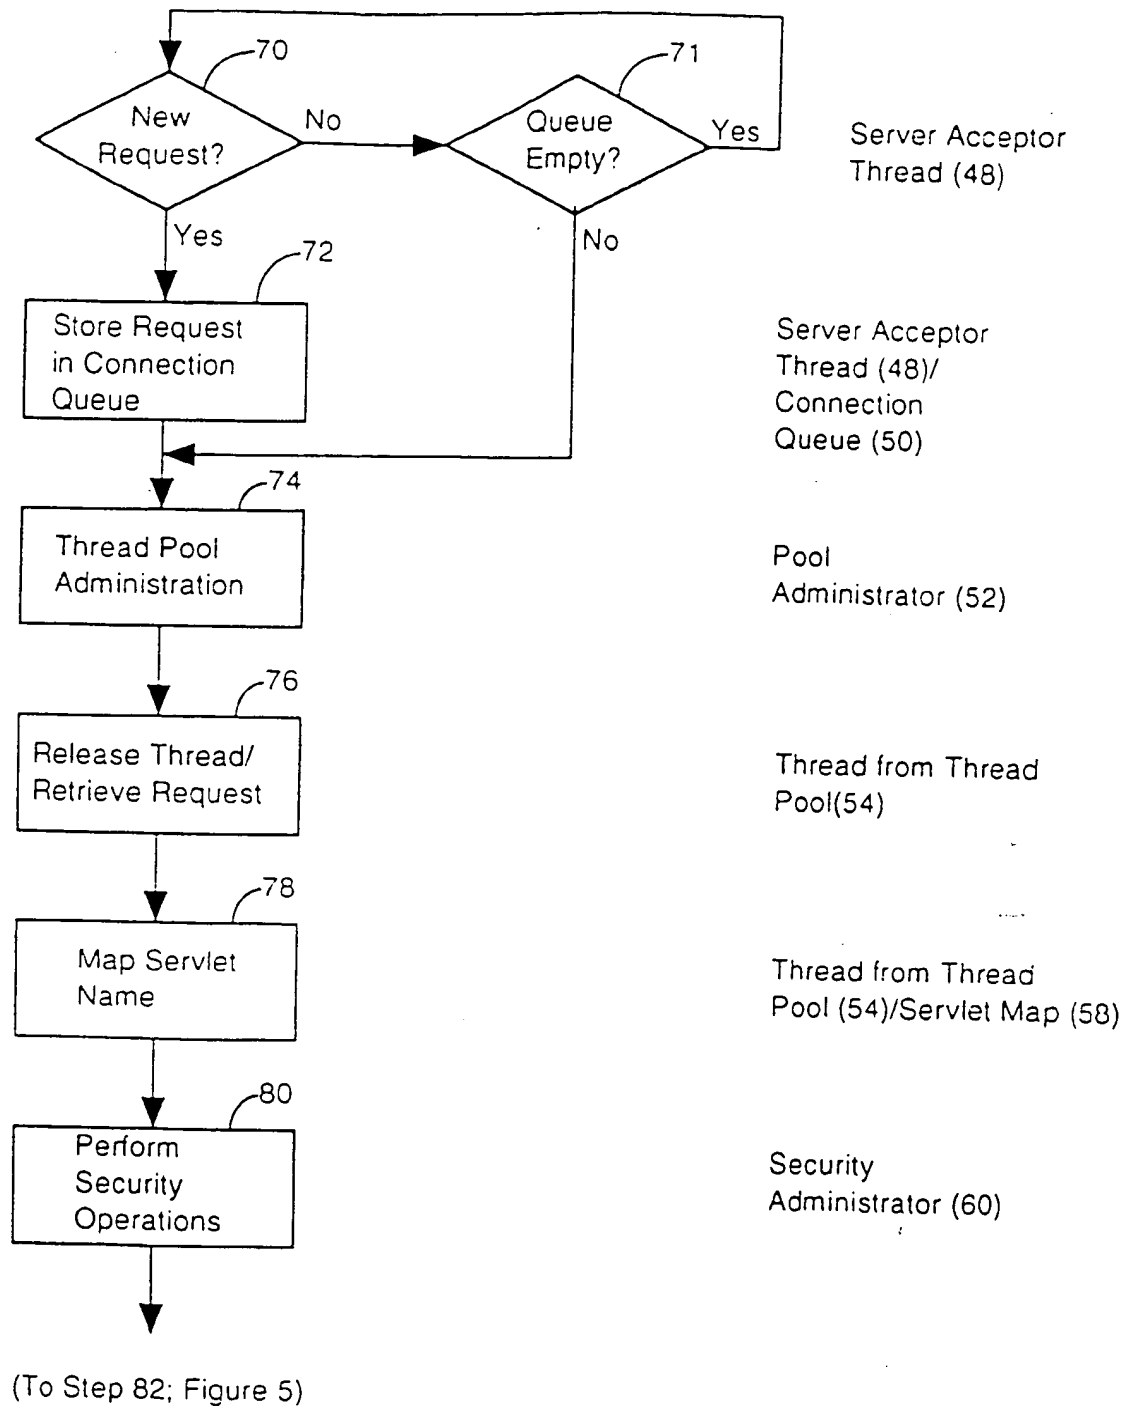 70
71
New
Request?
No
Queue
Empty?
Yes
Server Acceptor
Thread (48)
Yes
No
72
Store Request
in Connection
Queue
Server Acceptor
Thread (48)/
Connection
Queue (50)
74
Thread Pool
Administration
Pool
Administrator (52)
76
Release Thread/
Retrieve Request
Thread from Thread
Pool(54)
78
Map Servlet
Name
Thread from Thread
Pool (54)/Servlet Map (58)
80
Perform
Security
Operations
Security
Administrator (60)
(To Step 82; Figure 5)